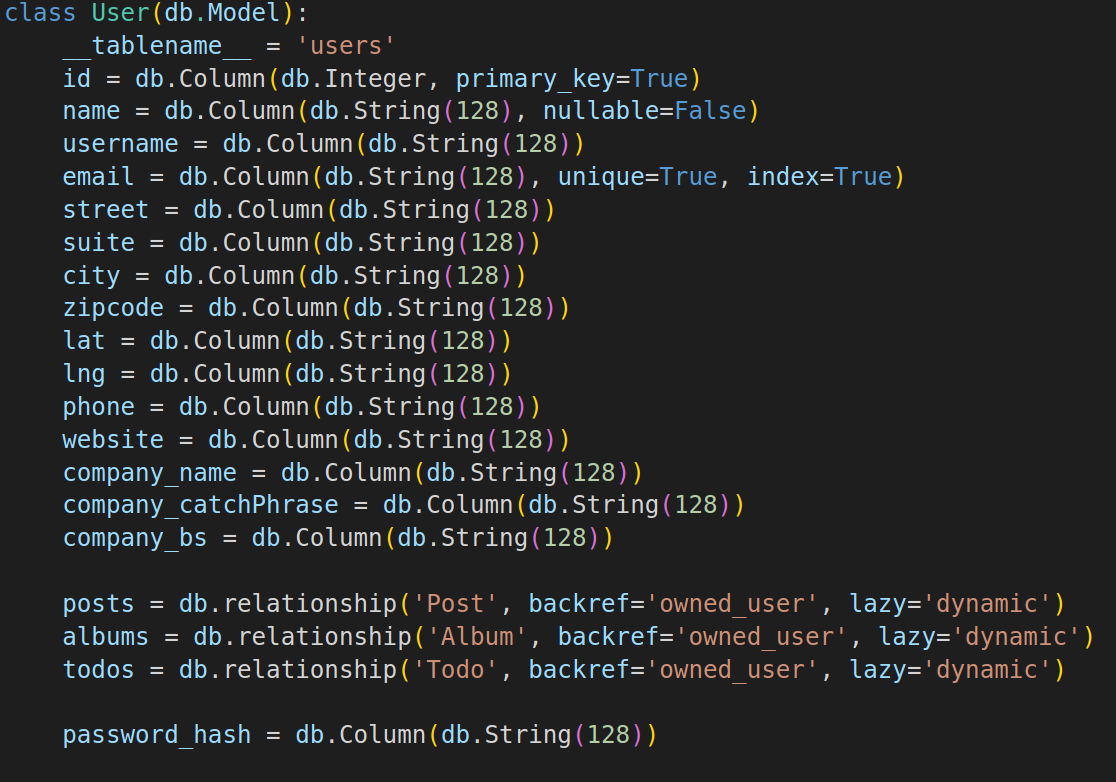 class User(db.Model):
    __tablename__ = 'users'
    id = db.Column(db.Integer, primary_key=True)
    name = db.Column(db.String(128), nullable=False)
    username = db.Column(db.String(128))
    email = db.Column(db.String(128), unique=True, index=True)
    street = db.Column(db.String(128))
    suite = db.Column(db.String(128))
    city = db.Column(db.String(128))
    zipcode = db.Column(db.String(128))
    lat = db.Column(db.String(128))
    lng = db.Column(db.String(128))
    phone = db.Column(db.String(128))
    website = db.Column(db.String(128))
    company_name = db.Column(db.String(128))
    company_catchPhrase = db.Column(db.String(128))
    company_bs = db.Column(db.String(128))

    posts = db.relationship('Post', backref='owned_user', lazy='dynamic')
    albums = db.relationship('Album', backref='owned_user', lazy='dynamic')
    todos = db.relationship('Todo', backref='owned_user', lazy='dynamic')

    password_hash = db.Column(db.String(128))